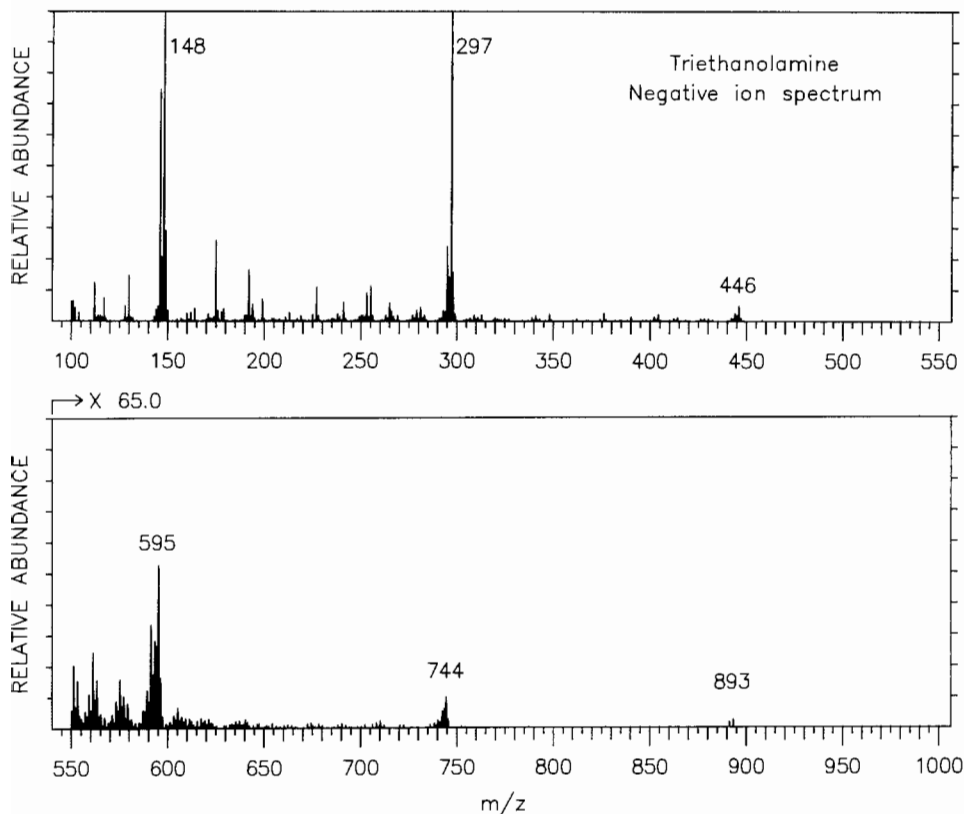 RELATIVE ABUNDANCE
148
297
Triethanolamine
Negative ion spectrum
446
100 150 200 250 300 350 400 450 500 550
→ X 65.0
RELATIVE ABUNDANCE
595
744
893
550 600 650 700 750 800 850 900 950 1000
m/z